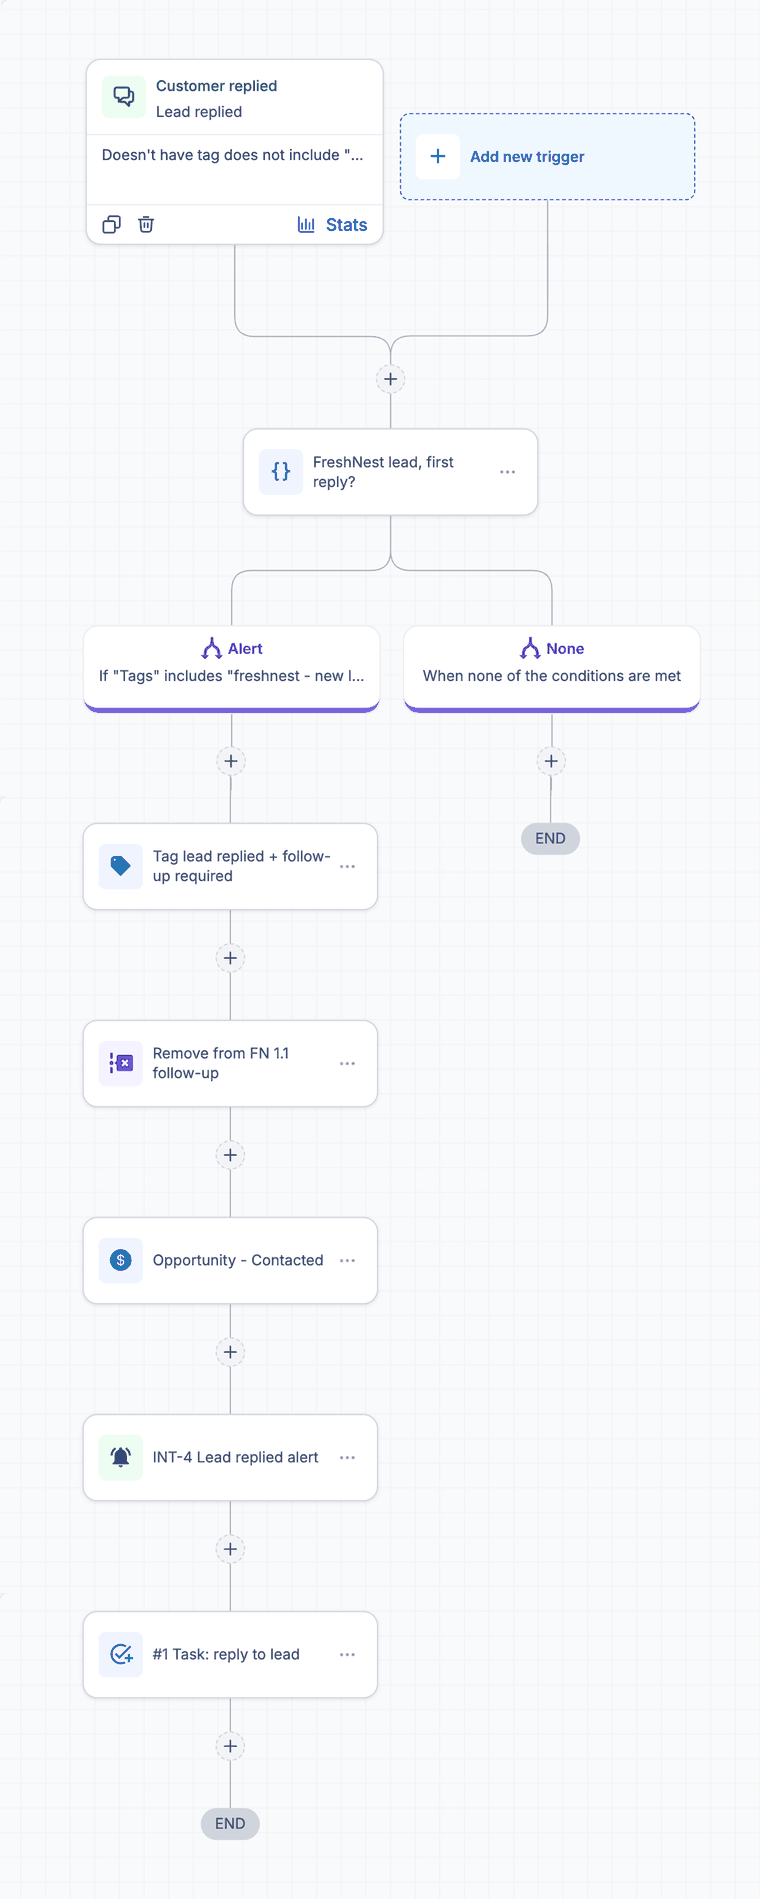 Customer replied
Lead replied
Doesn't have tag does not include "...
Stats
Add new trigger
FreshNest lead, first
reply?
Alert
If "Tags" includes "freshnest - new l...
None
When none of the conditions are met
END
Tag lead replied + follow-
up required
Remove from FN 1.1
follow-up
Opportunity - Contacted
INT-4 Lead replied alert
#1 Task: reply to lead
END